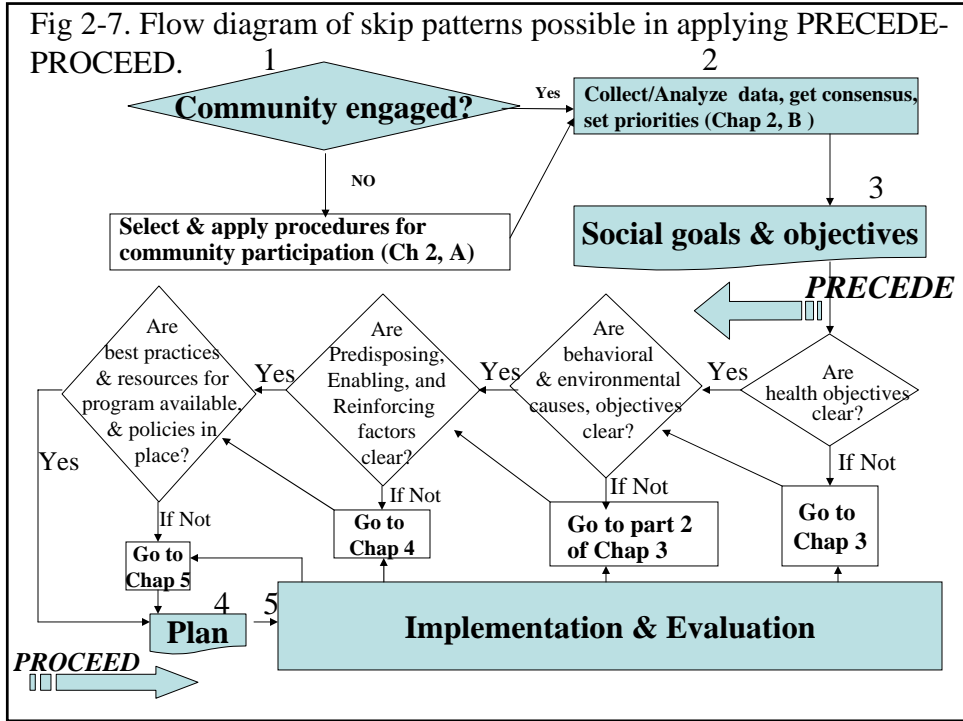 Fig 2-7. Flow diagram of skip patterns possible in applying PRECEDE-
PROCEED.
1
Community engaged?
Yes
2
Collect/Analyze data, get consensus,
set priorities (Chap 2, B )
NO
Select & apply procedures for
community participation (Ch 2, A)
3
Social goals & objectives
PRECEDE
Are
health objectives
clear?
Yes
Are
behavioral
& environmental
causes, objectives
clear?
Yes
Are
Predisposing,
Enabling, and
Reinforcing
factors
clear?
Yes
Are
best practices
& resources for
program available,
& policies in
place?
Yes
If Not
Go to
Chap 3
If Not
Go to part 2
of Chap 3
If Not
Go to
Chap 4
If Not
Go to
Chap 5
4
Plan
5
Implementation & Evaluation
PROCEED